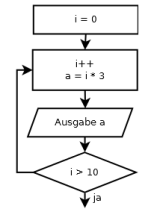 i = 0
i++
a = i * 3
Ausgabe a
i > 10
ja